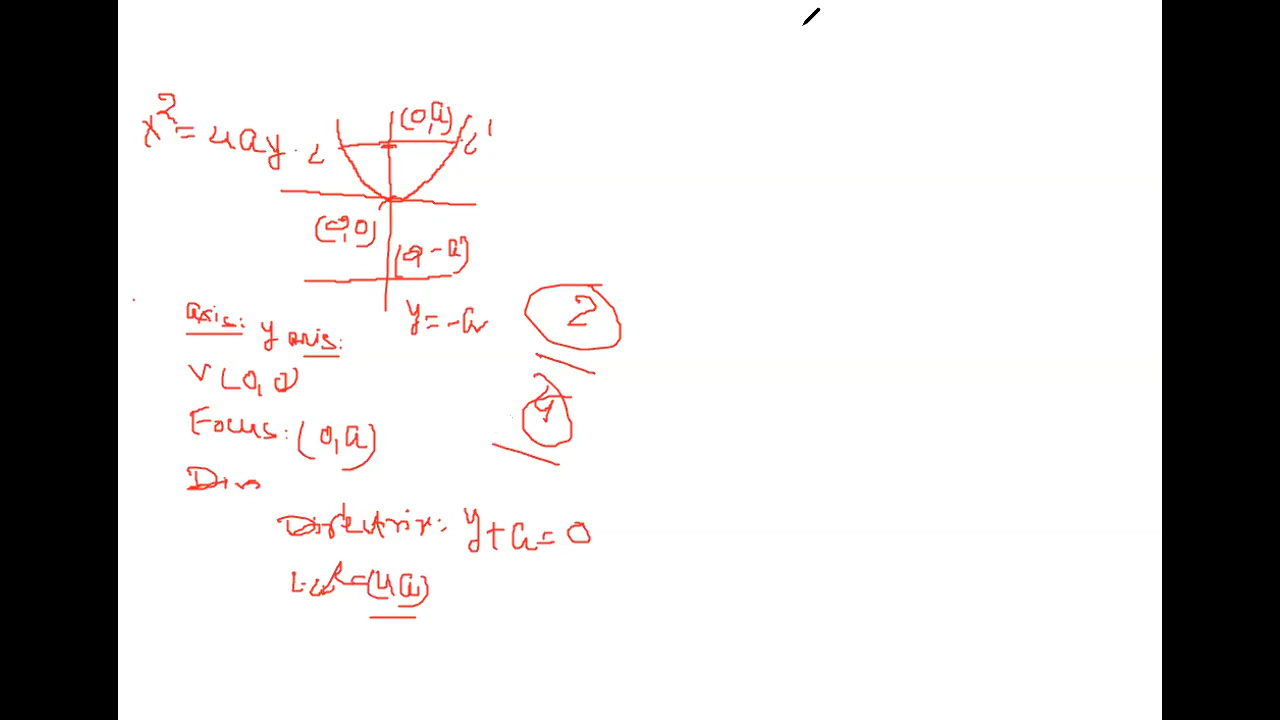 x² = 4ay.
(0,a)
L
L'
(0,0)
(0,-a)
y=-a
axis: y axis:
V(0,0)
Focus: (0,a)
Dir
Directrix: y+a=0
L.L.R=(4a)
2
4